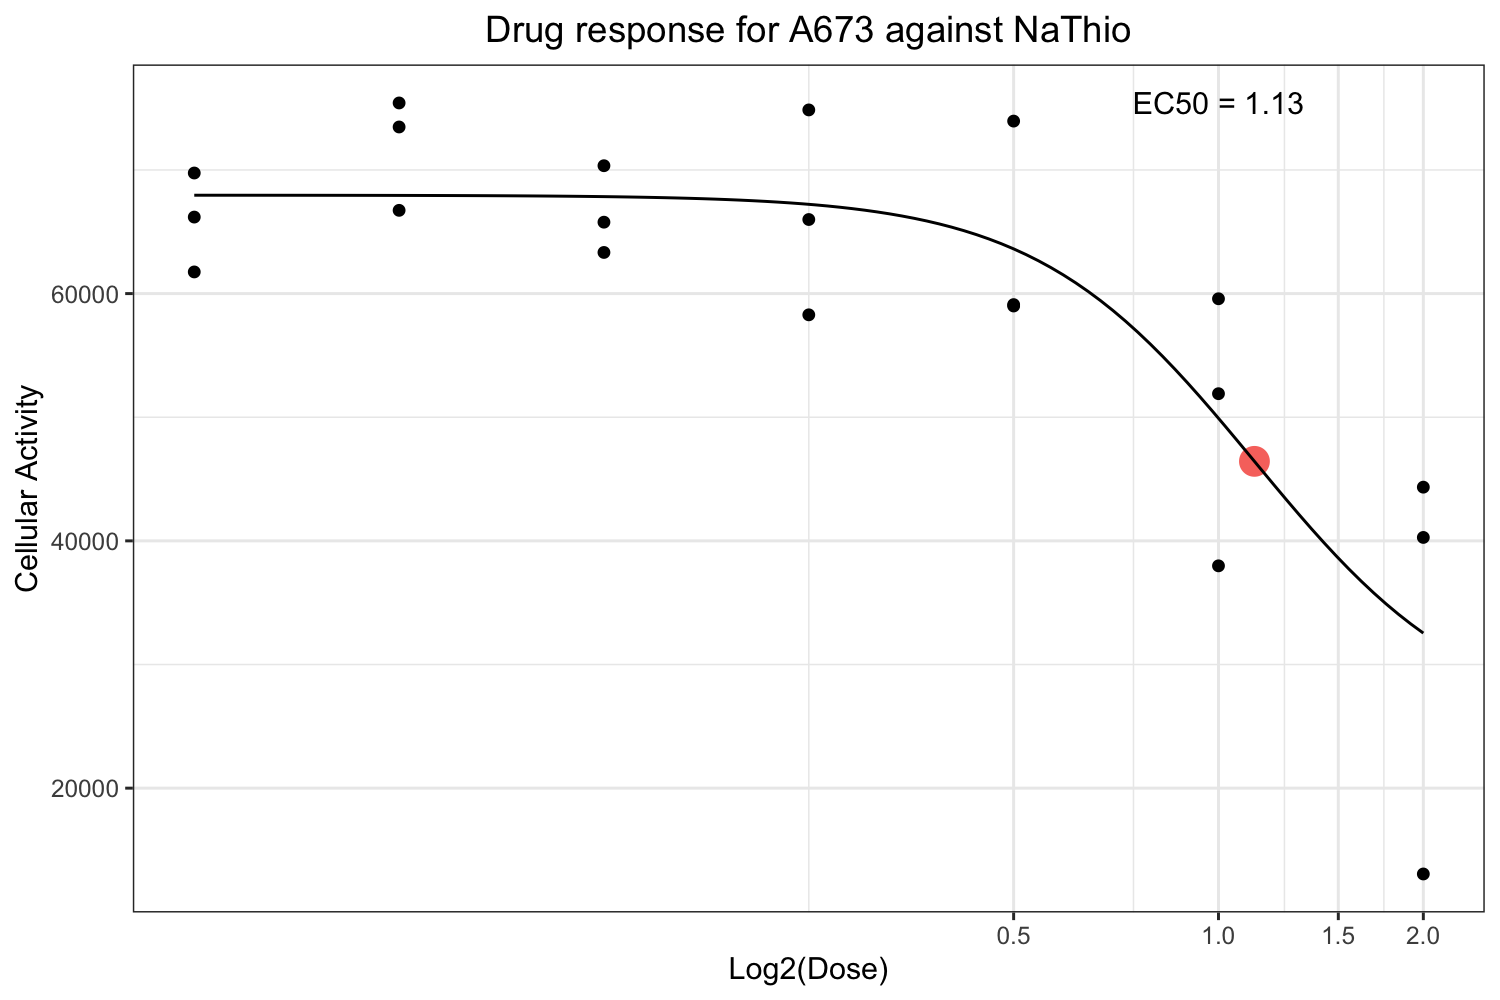 Drug response for A673 against NaThio
EC50 = 1.13
60000
40000
20000
Cellular Activity
0.5 1.0 1.5 2.0
Log2(Dose)